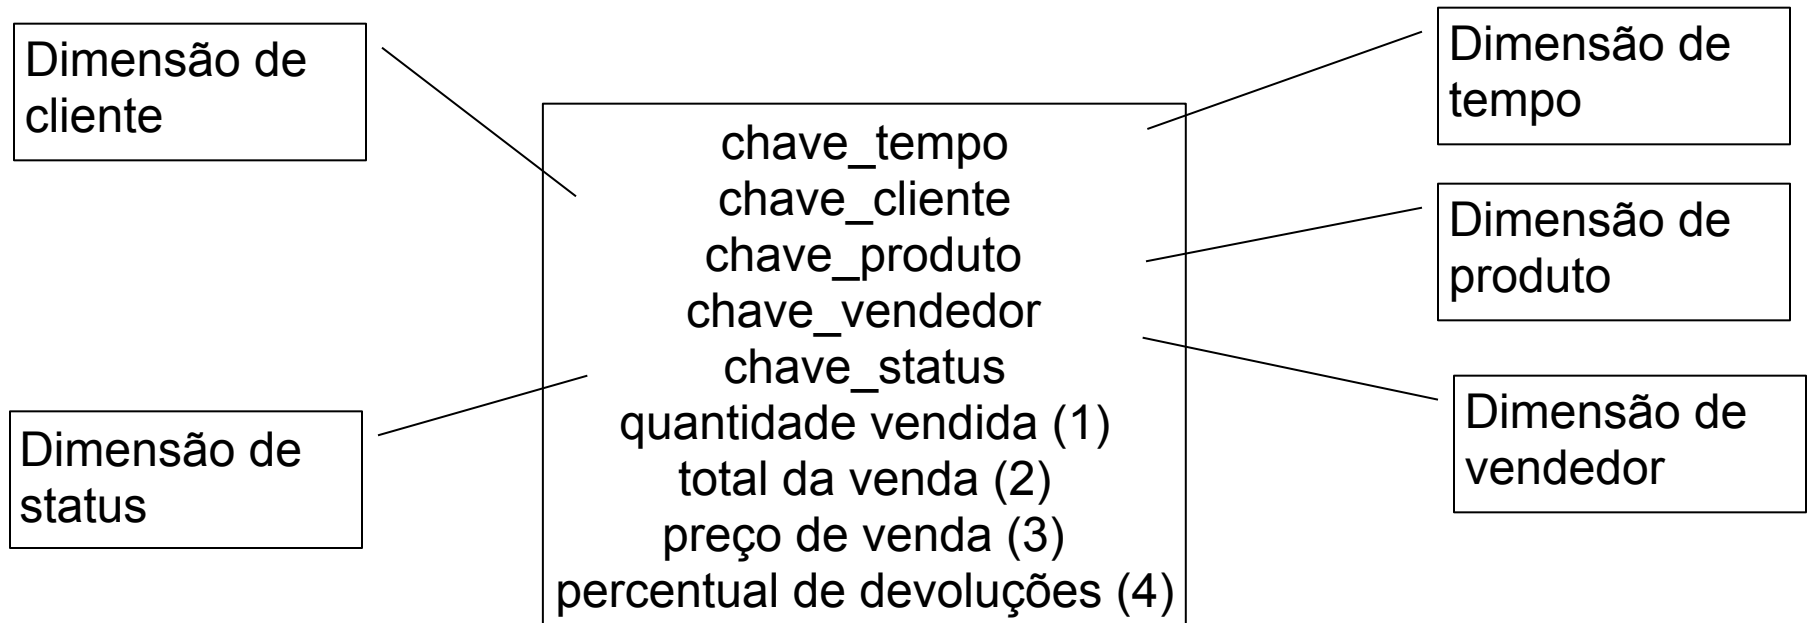 Dimensão de
cliente
Dimensão de
tempo
chave_tempo
chave_cliente
chave_produto
chave_vendedor
chave_status
quantidade vendida (1)
total da venda (2)
preço de venda (3)
percentual de devoluções (4)
Dimensão de
produto
Dimensão de
status
Dimensão de
vendedor